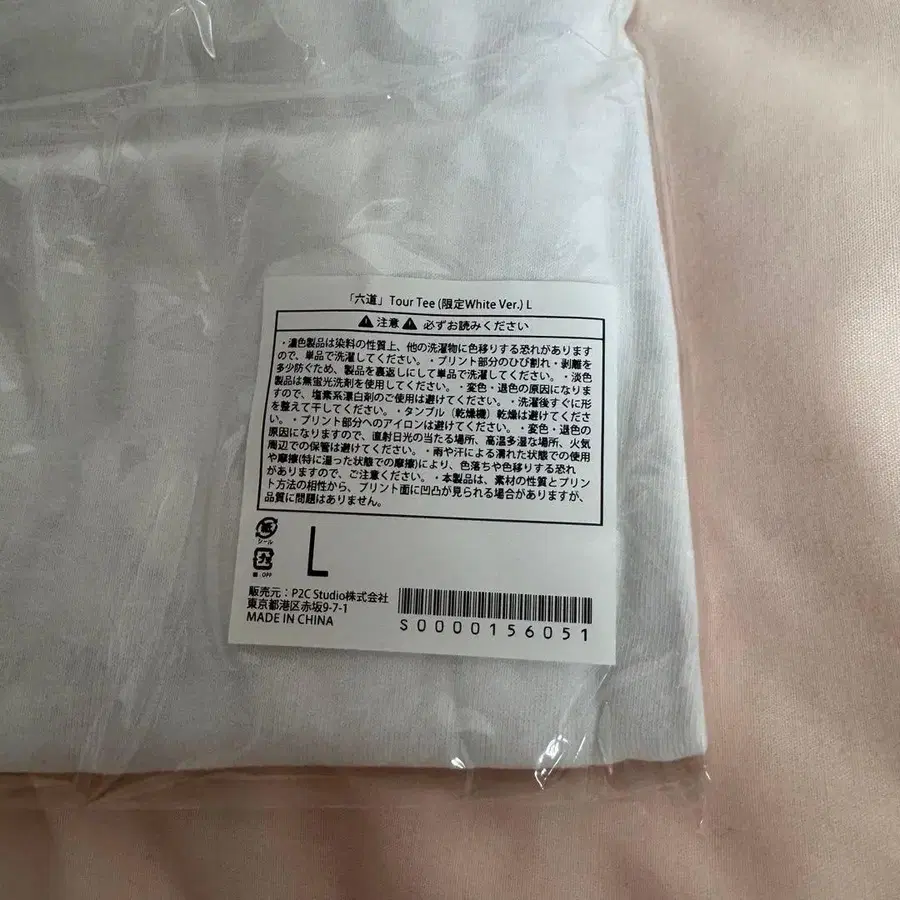 「六道」Tour Tee (限定White Ver.) L
⚠注意⚠ 必ずお読みください
・濃色製品は染料の性質上、他の洗濯物に色移りする恐れがあります
ので、単品で洗濯してください。・プリント部分のひび割れ・剥離を
多少防ぐため、製品を裏返しにして単品で洗濯してください。・淡色
製品は無蛍光洗剤を使用してください。・変色・退色の原因になりま
すので、塩素系漂白剤のご使用は避けてください。・洗濯後すぐに形
を整えて干してください。・タンブル（乾燥機）乾燥は避けてくださ
い。・プリント部分へのアイロンは避けてください。・変色・退色の
原因になりますので、直射日光の当たる場所、高温多湿な場所、火気
周辺での保管は避けてください。・雨や汗による濡れた状態での使用
や摩擦(特に湿った状態での摩擦)により、色落ちや色移りする恐れ
がありますので、ご注意ください。・本製品は、素材の性質とプリン
ト方法の相性から、プリント面に凹凸が見られる場合がありますが、
品質に問題はありません。
シール
L
袋：OPP
販売元：P2C Studio株式会社
東京都港区赤坂9-7-1
MADE IN CHINA
S0000156051